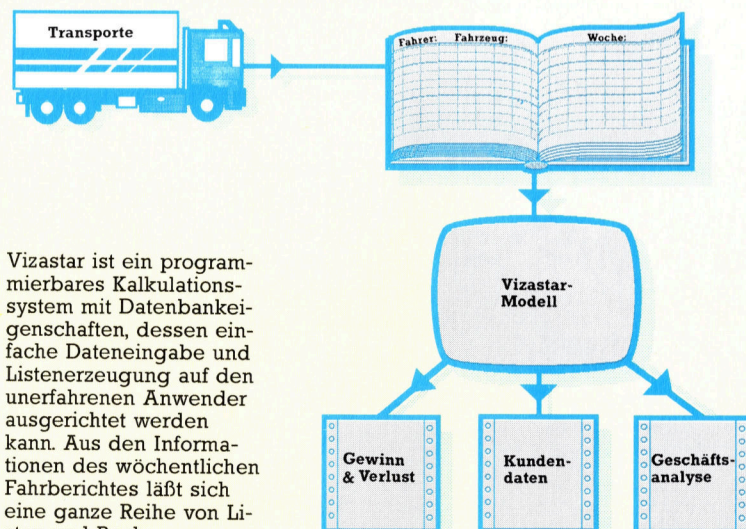 Transporte
Fahrer: Fahrzeug: Woche:
Vizastar-
Modell
Gewinn
& Verlust
Kunden-
daten
Geschäfts-
analyse
Vizastar ist ein program-
mierbares Kalkulations-
system mit Datenbankei-
genschaften, dessen ein-
fache Dateneingabe und
Listenerzeugung auf den
unerfahrenen Anwender
ausgerichtet werden
kann. Aus den Informa-
tionen des wöchentlichen
Fahrberichtes läßt sich
eine ganze Reihe von Li-